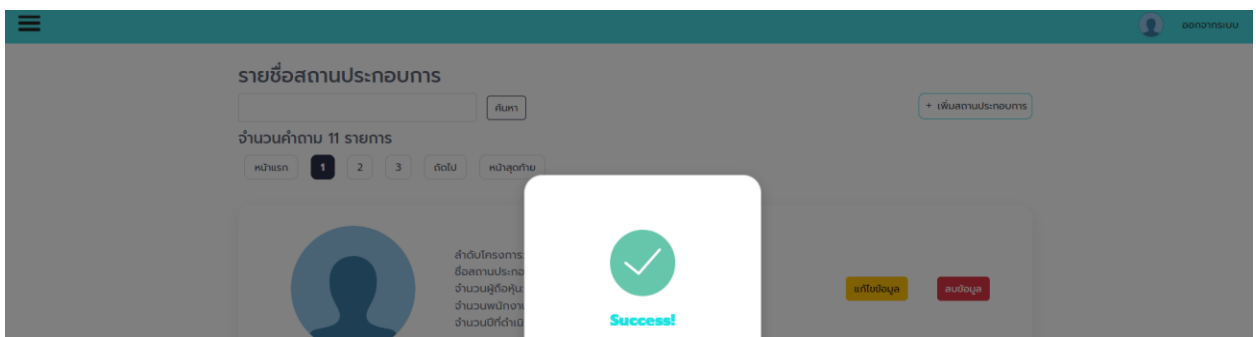 ออกจากระบบ
รายชื่อสถานประกอบการ
ค้นหา
+ เพิ่มสถานประกอบการ
จำนวนคำถาม 11 รายการ
หน้าแรก 1 2 3 ถัดไป หน้าสุดท้าย
ลำดับโครงการ
ชื่อสถานประกอ
จำนวนผู้ถือหุ้น
แก้ไขข้อมูล ลบข้อมูล
จำนวนพนักงา
จำนวนปีที่ดำเนิ
Success!